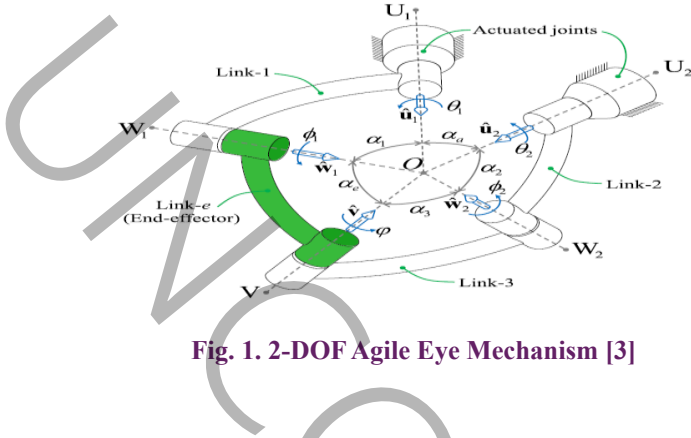 U₁
Actuated joints
U₂
Link-1
θ₁
û₁
W₁
ϕ₁
ŵ₁
α₁
αₐ
û₂
θ₂
O
α₂
αₑ
α₃
ϕ₂
ŵ₂
Link-2
Link-e
(End-effector)
v̂
φ
W₂
V
Link-3
Fig. 1. 2-DOF Agile Eye Mechanism [3]